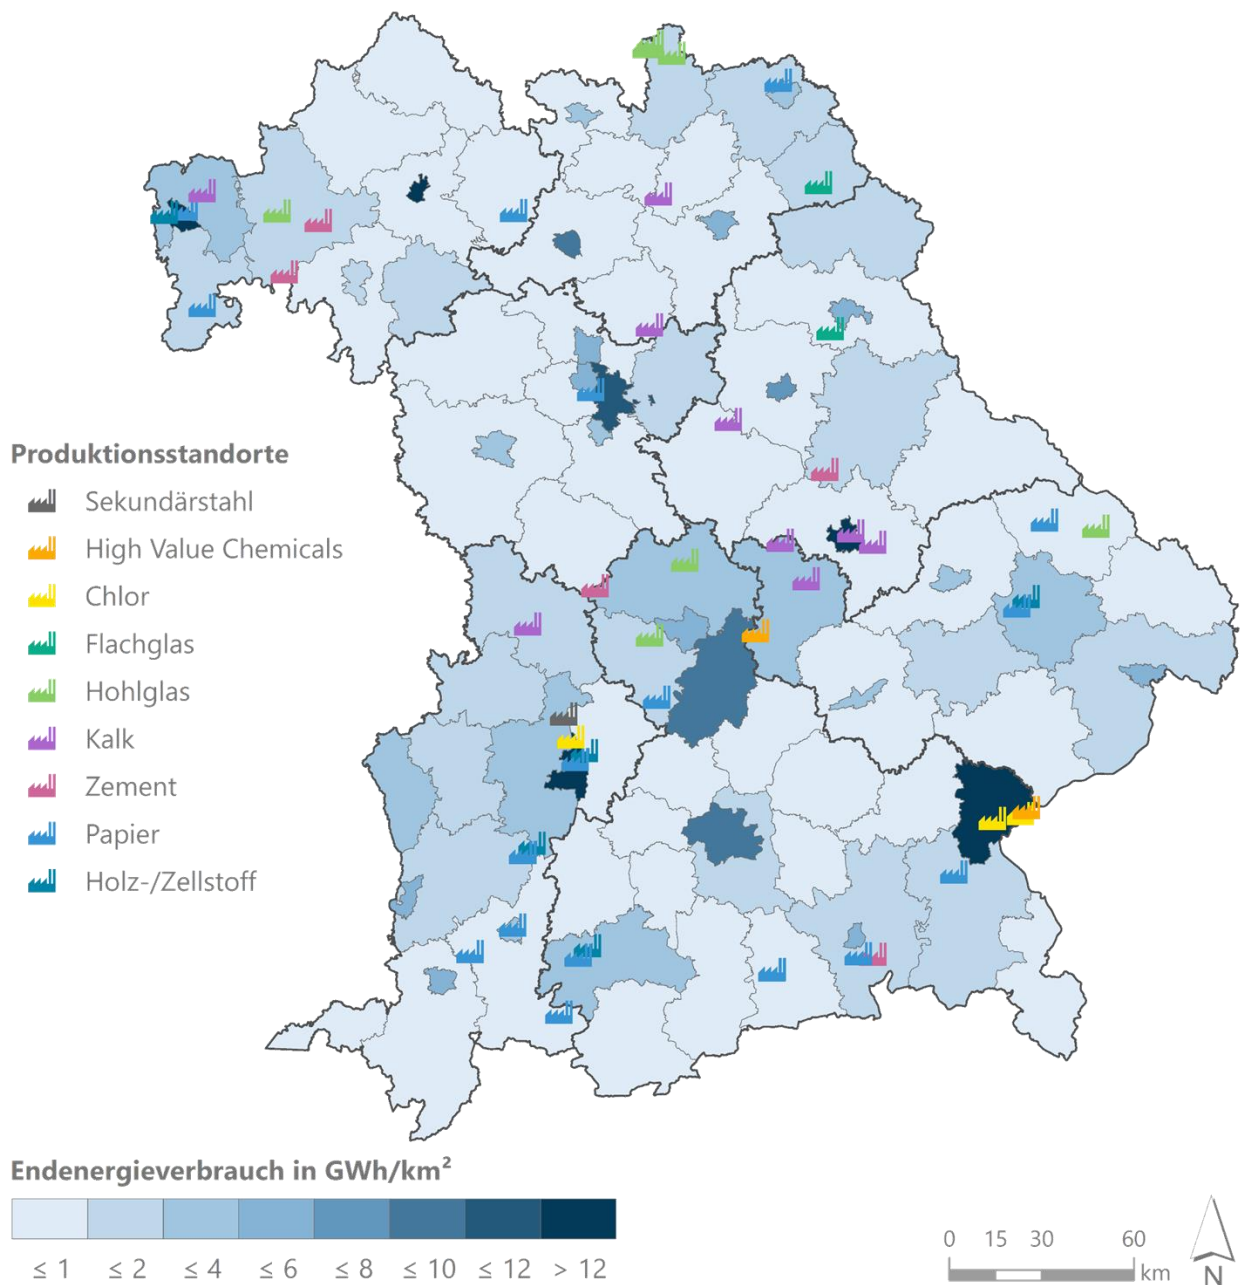 Produktionsstandorte
Sekundärstahl
High Value Chemicals
Chlor
Flachglas
Hohlglas
Kalk
Zement
Papier
Holz-/Zellstoff
Endenergieverbrauch in GWh/km²
≤ 1 ≤ 2 ≤ 4 ≤ 6 ≤ 8 ≤ 10 ≤ 12 > 12
0 15 30 60
km
N